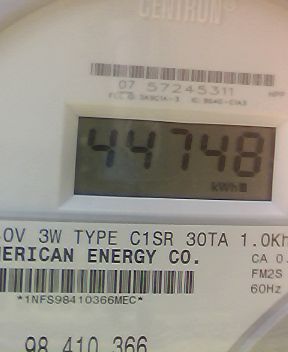 CENTRON®
07 57245311
44748
kWh
0V 3W TYPE C1SR 30TA 1.0Kh
MERICAN ENERGY CO.
CA 0.
FM2S
60Hz
*1NFS98410366MEC*
98 410 366